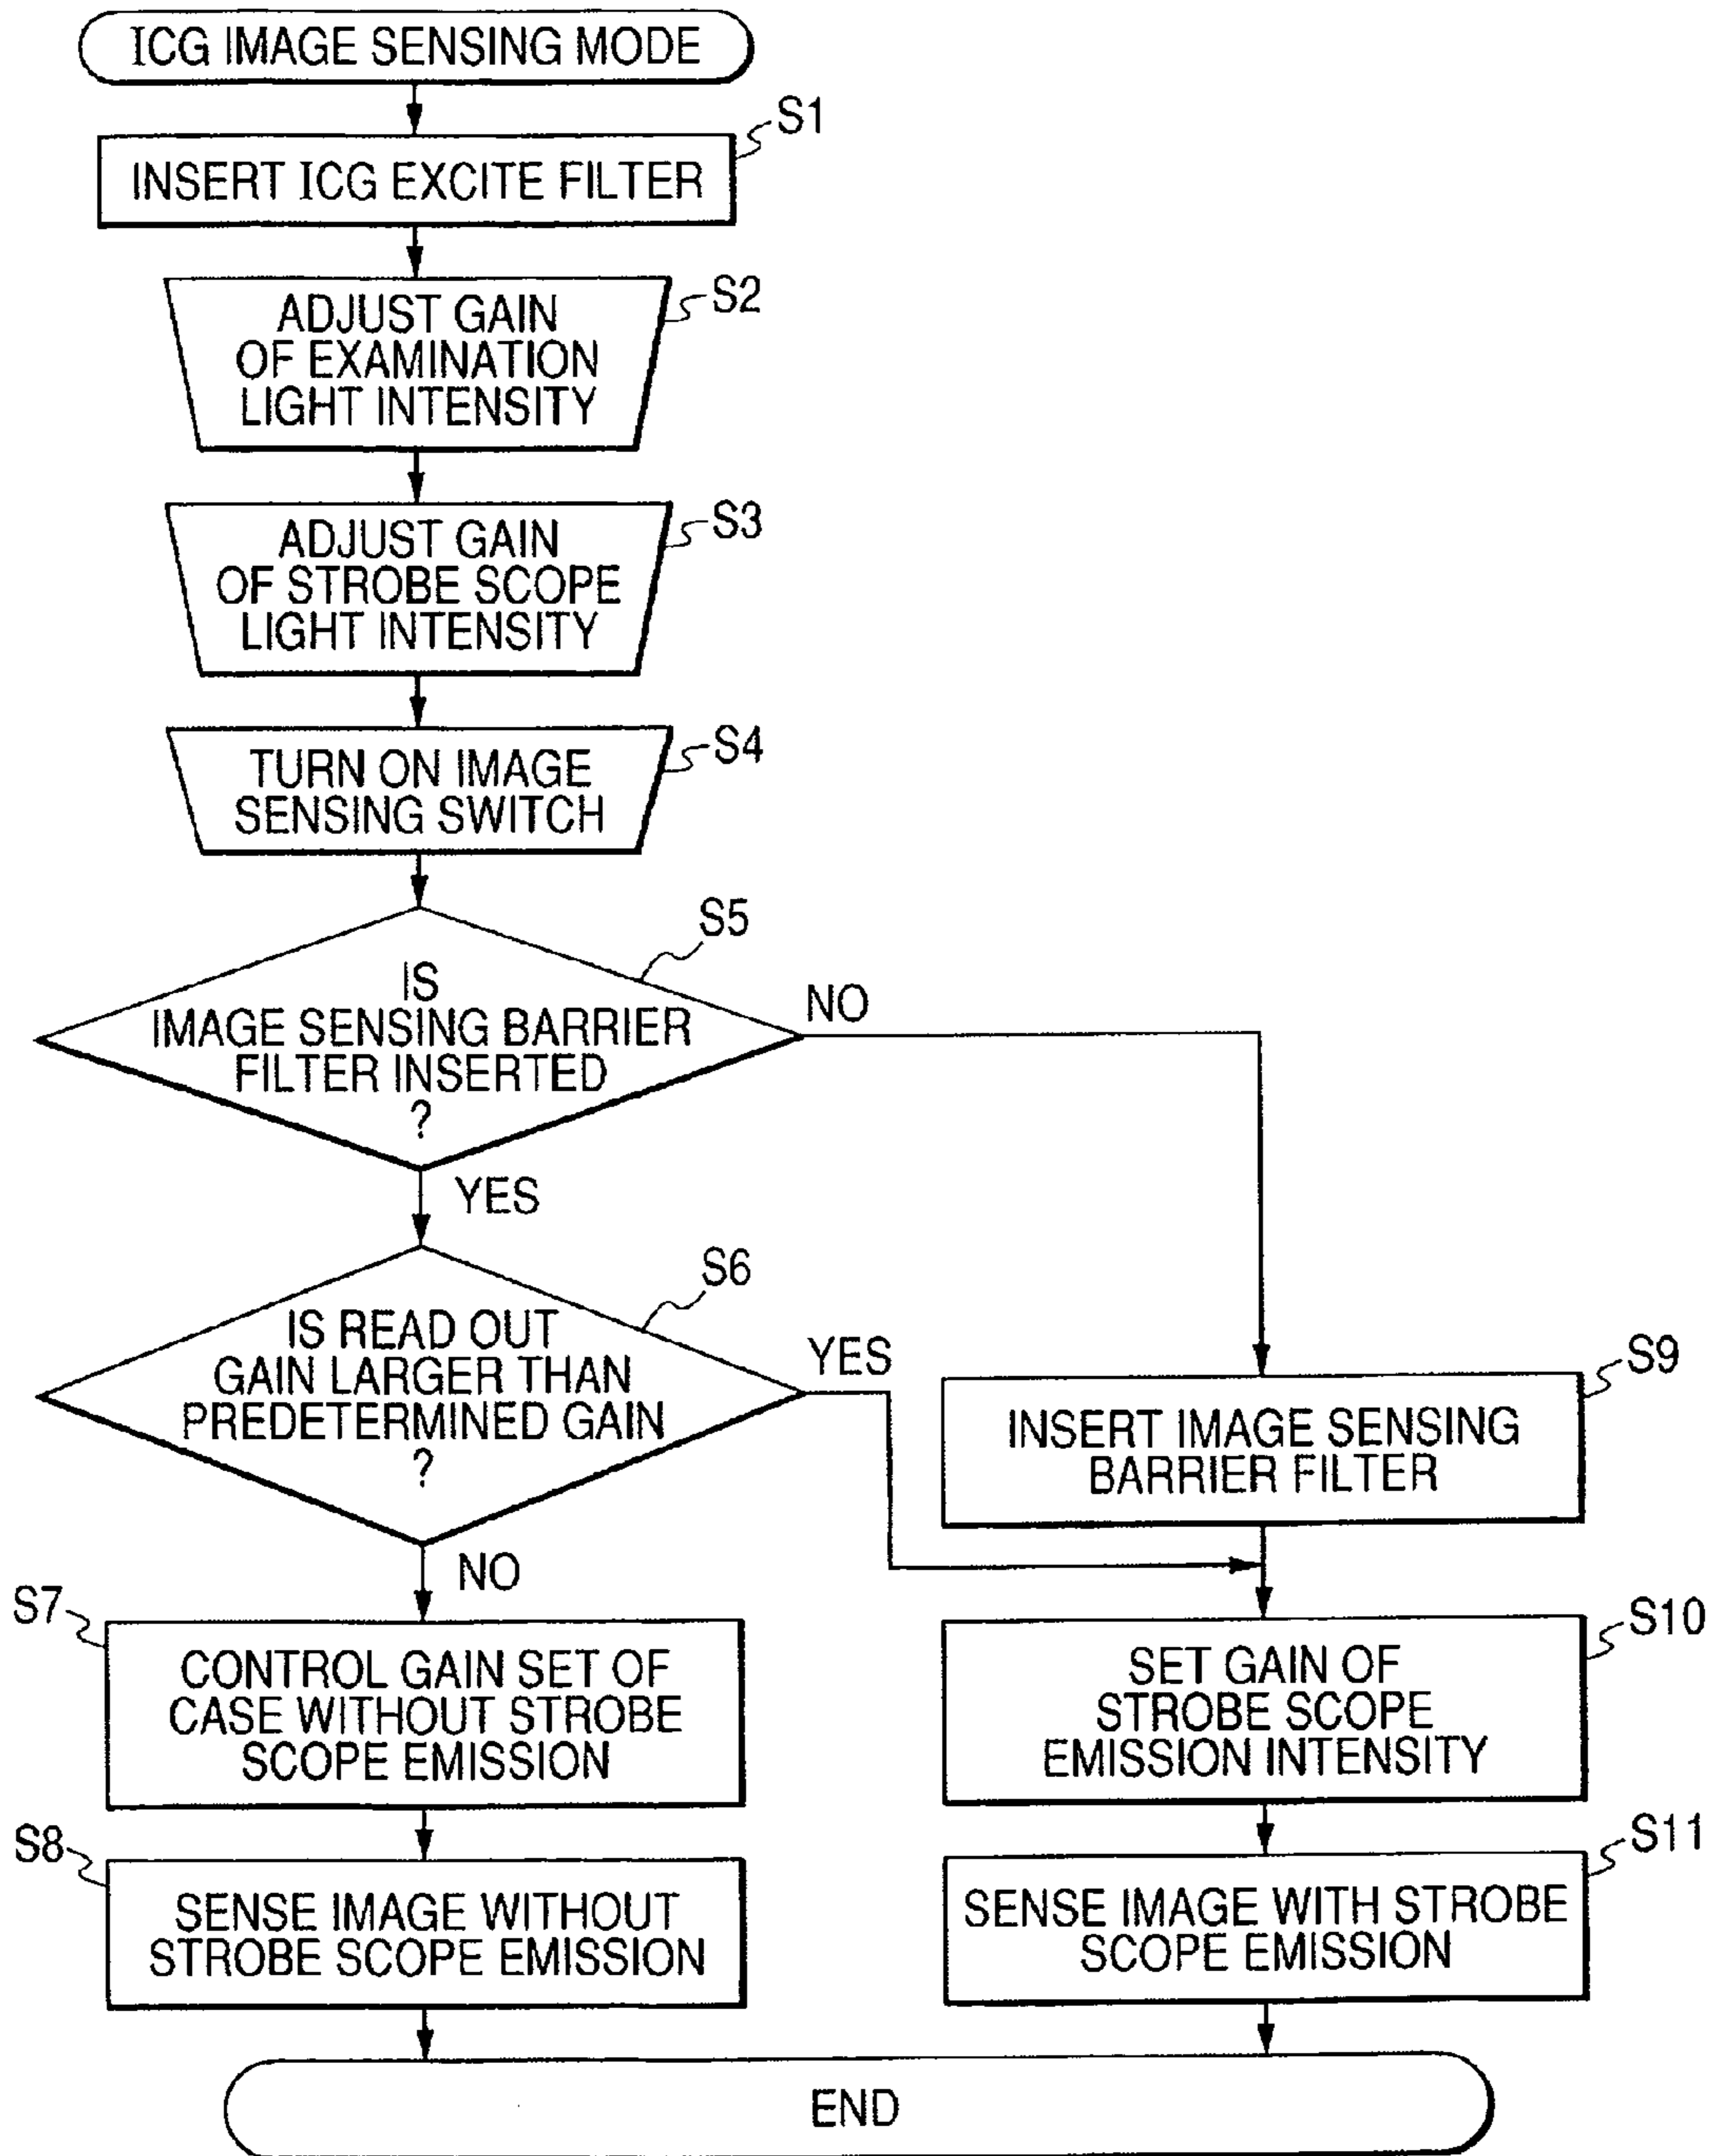 ICG IMAGE SENSING MODE
S1
INSERT ICG EXCITE FILTER
S2
ADJUST GAIN
OF EXAMINATION
LIGHT INTENSITY
S3
ADJUST GAIN
OF STROBE SCOPE
LIGHT INTENSITY
S4
TURN ON IMAGE
SENSING SWITCH
S5
IS
IMAGE SENSING BARRIER
FILTER INSERTED
?
NO
YES
S6
IS READ OUT
GAIN LARGER THAN
PREDETERMINED GAIN
?
YES
NO
S9
INSERT IMAGE SENSING
BARRIER FILTER
S7
CONTROL GAIN SET OF
CASE WITHOUT STROBE
SCOPE EMISSION
S10
SET GAIN OF
STROBE SCOPE
EMISSION INTENSITY
S8
SENSE IMAGE WITHOUT
STROBE SCOPE EMISSION
S11
SENSE IMAGE WITH STROBE
SCOPE EMISSION
END